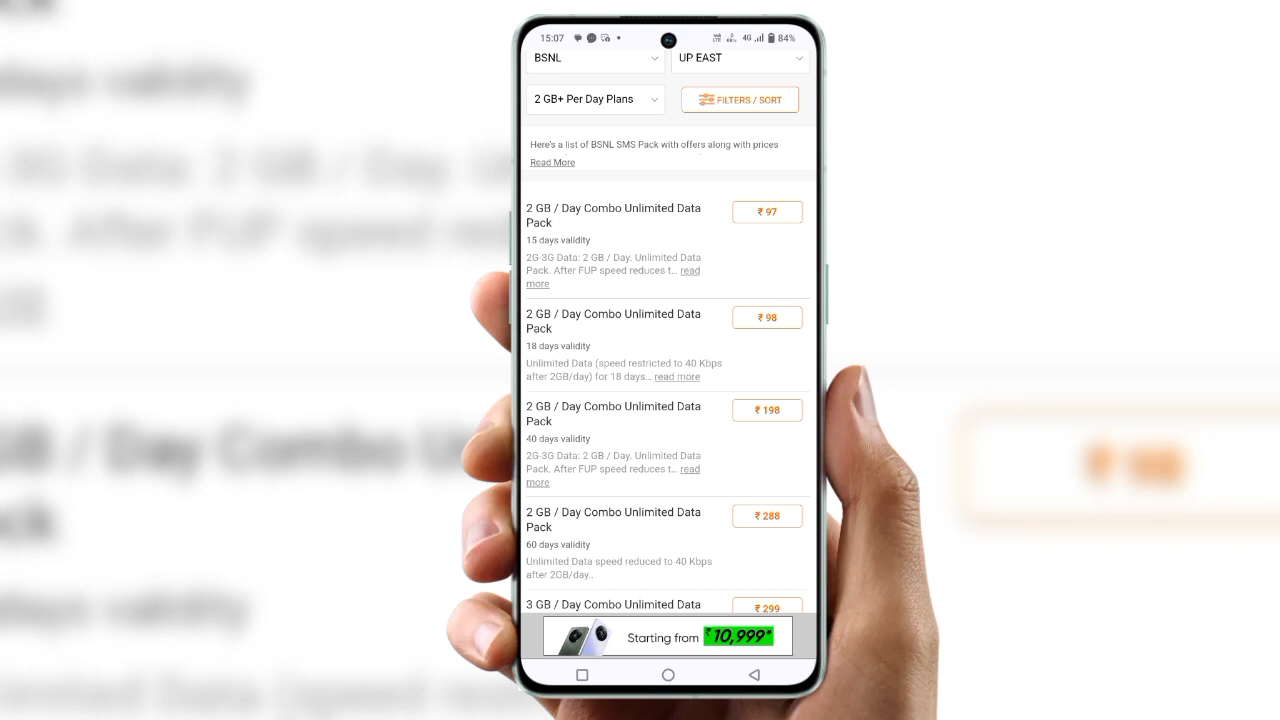 15:07
4G
84%
BSNL
UP EAST
2 GB+ Per Day Plans
FILTERS / SORT
Here's a list of BSNL SMS Pack with offers along with prices
Read More
2 GB / Day Combo Unlimited Data
Pack
₹ 97
15 days validity
2G-3G Data: 2 GB / Day. Unlimited Data
Pack. After FUP speed reduces t... read
more
2 GB / Day Combo Unlimited Data
Pack
₹ 98
18 days validity
Unlimited Data (speed restricted to 40 Kbps
after 2GB/day) for 18 days... read more
2 GB / Day Combo Unlimited Data
Pack
₹ 198
40 days validity
2G-3G Data: 2 GB / Day. Unlimited Data
Pack. After FUP speed reduces t... read
more
2 GB / Day Combo Unlimited Data
Pack
₹ 288
60 days validity
Unlimited Data speed reduced to 40 Kbps
after 2GB/day..
3 GB / Day Combo Unlimited Data
₹ 299
Starting from ₹10,999*